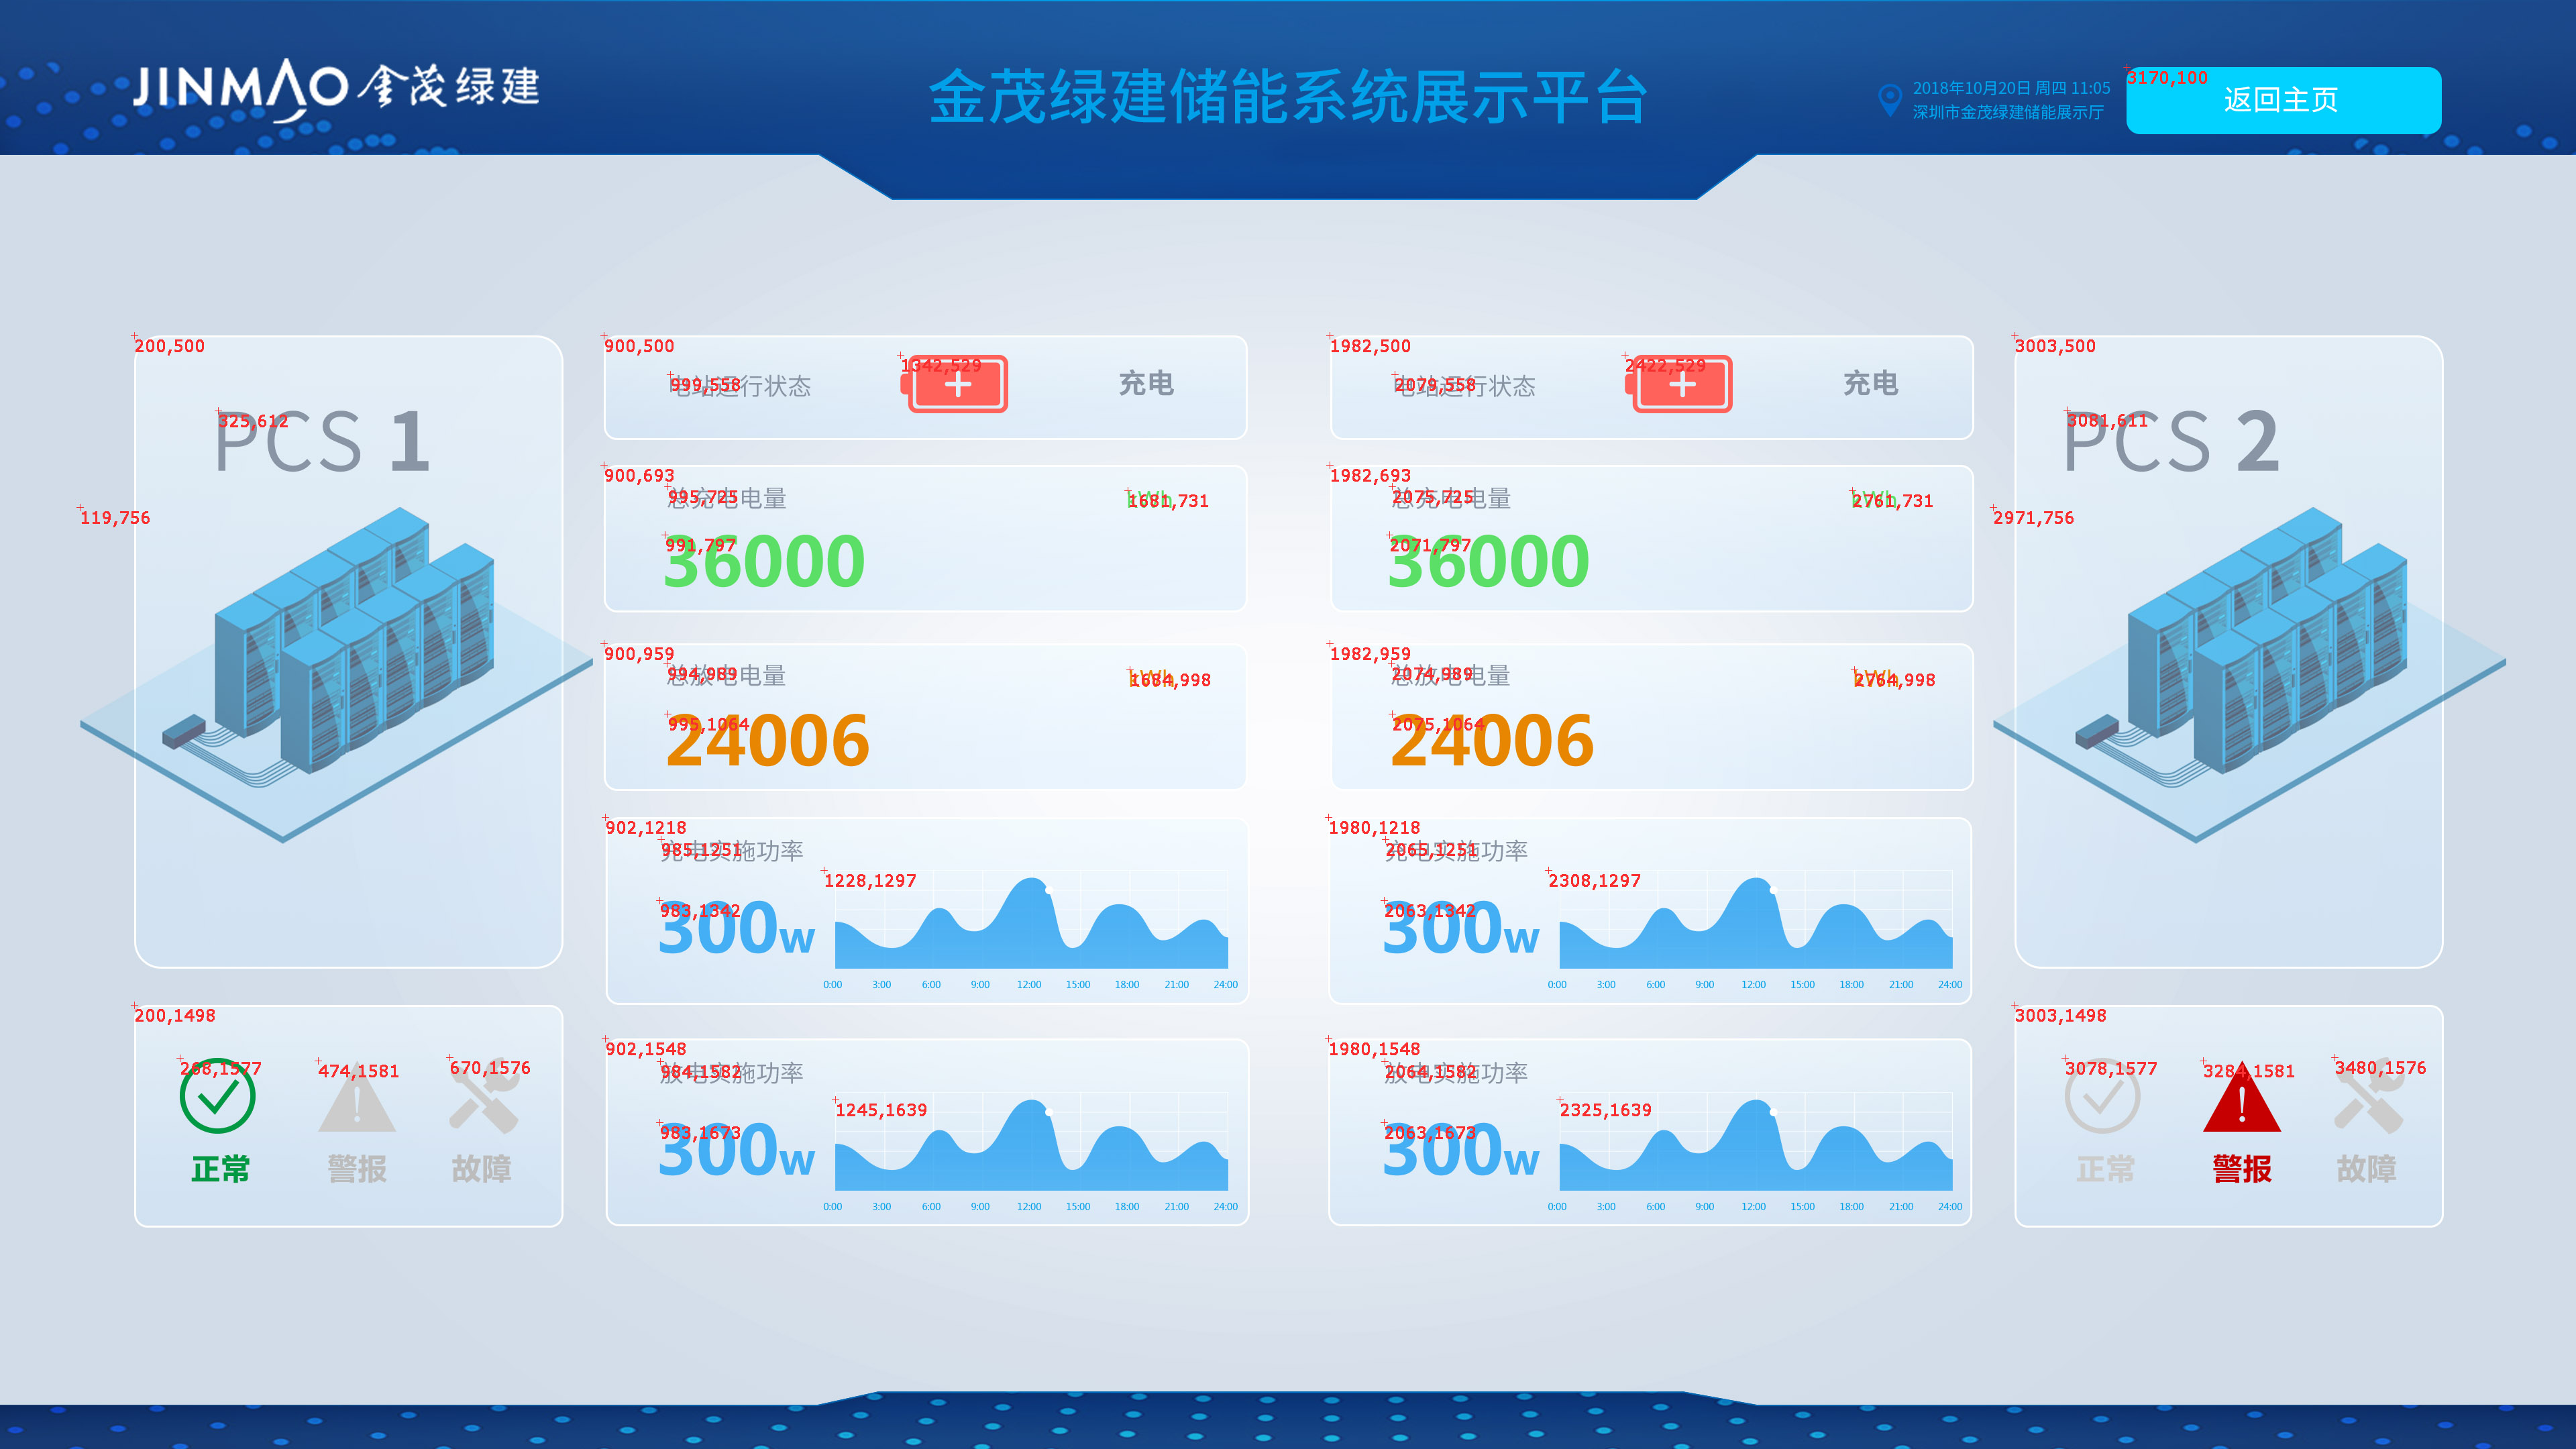 JINMAO 金茂绿建
金茂绿建储能系统展示平台
2018年10月20日 周四 11:05
深圳市金茂绿建储能展示厅
3170,100
返回主页
200,500
325,612
PCS 1
119,756
900,500
999,558
电站运行状态
1342,529
充电
900,693
995,725
总充电电量
1681,731
kWh
991,797
36000
900,959
994,989
总放电电量
1684,998
kWh
995,1064
24006
902,1218
985,1251
充电实施功率
1228,1297
983,1342
300w
0:00 3:00 6:00 9:00 12:00 15:00 18:00 21:00 24:00
902,1548
984,1582
放电实施功率
1245,1639
983,1673
300w
0:00 3:00 6:00 9:00 12:00 15:00 18:00 21:00 24:00
200,1498
268,1577
474,1581
670,1576
正常 警报 故障
1982,500
2079,558
电站运行状态
2422,529
充电
1982,693
2075,725
总充电电量
2761,731
kWh
2071,797
36000
1982,959
2074,989
总放电电量
2764,998
kWh
2075,1064
24006
1980,1218
2065,1251
充电实施功率
2308,1297
2063,1342
300w
0:00 3:00 6:00 9:00 12:00 15:00 18:00 21:00 24:00
1980,1548
2064,1582
放电实施功率
2325,1639
2063,1673
300w
0:00 3:00 6:00 9:00 12:00 15:00 18:00 21:00 24:00
3003,500
3081,611
PCS 2
2971,756
3003,1498
3078,1577
3284,1581
3480,1576
正常 警报 故障